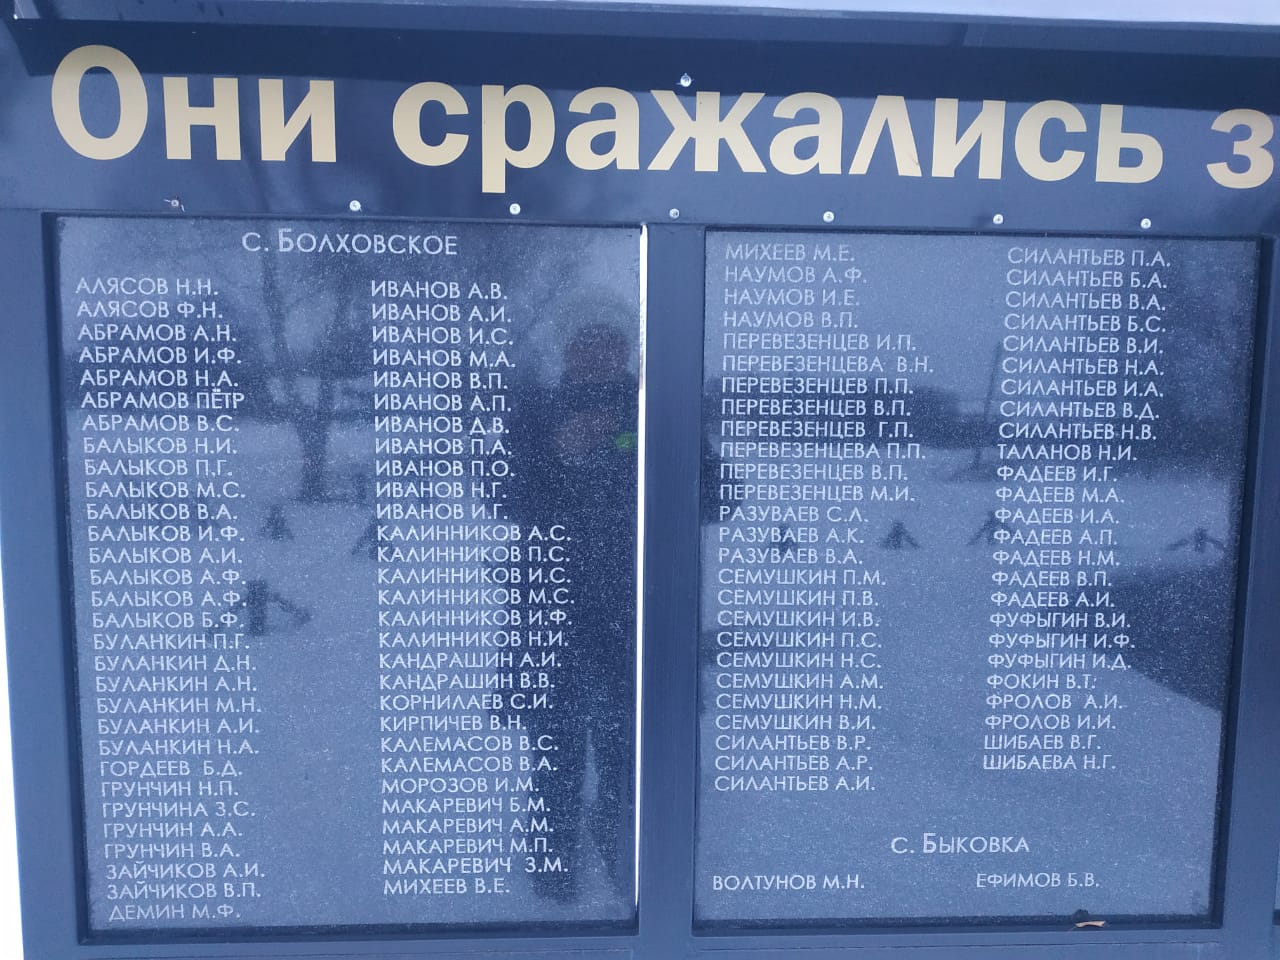 Они сражались з
с. Болховское
АЛЯСОВ Н.Н.
АЛЯСОВ Ф.Н.
АБРАМОВ А.Н.
АБРАМОВ И.Ф.
АБРАМОВ Н.А.
АБРАМОВ ПЁТР
АБРАМОВ В.С.
БАЛЫКОВ Н.И.
БАЛЫКОВ П.Г.
БАЛЫКОВ М.С.
БАЛЫКОВ В.А.
БАЛЫКОВ И.Ф.
БАЛЫКОВ А.И.
БАЛЫКОВ А.Ф.
БАЛЫКОВ А.Ф.
БАЛЫКОВ Б.Ф.
БУЛАНКИН П.Г.
БУЛАНКИН Д.Н.
БУЛАНКИН А.Н.
БУЛАНКИН М.Н.
БУЛАНКИН А.И.
БУЛАНКИН Н.А.
ГОРДЕЕВ Б.Д.
ГРУНЧИН Н.П.
ГРУНЧИНА З.С.
ГРУНЧИН А.А.
ГРУНЧИН В.А.
ЗАЙЧИКОВ А.И.
ЗАЙЧИКОВ В.П.
ДЕМИН М.Ф.
ИВАНОВ А.В.
ИВАНОВ А.И.
ИВАНОВ И.С.
ИВАНОВ М.А.
ИВАНОВ В.П.
ИВАНОВ А.П.
ИВАНОВ Д.В.
ИВАНОВ П.А.
ИВАНОВ П.О.
ИВАНОВ Н.Г.
ИВАНОВ И.Г.
КАЛИННИКОВ А.С.
КАЛИННИКОВ П.С.
КАЛИННИКОВ И.С.
КАЛИННИКОВ М.С.
КАЛИННИКОВ И.Ф.
КАЛИННИКОВ Н.И.
КАНДРАШИН А.И.
КАНДРАШИН В.В.
КОРНИЛАЕВ С.И.
КИРПИЧЕВ В.Н.
КАЛЕМАСОВ В.С.
КАЛЕМАСОВ В.А.
МОРОЗОВ И.М.
МАКАРЕВИЧ Б.М.
МАКАРЕВИЧ А.М.
МАКАРЕВИЧ М.П.
МАКАРЕВИЧ З.М.
МИХЕЕВ В.Е.
МИХЕЕВ М.Е.
НАУМОВ А.Ф.
НАУМОВ И.Е.
НАУМОВ В.П.
ПЕРЕВЕЗЕНЦЕВ И.П.
ПЕРЕВЕЗЕНЦЕВА В.Н.
ПЕРЕВЕЗЕНЦЕВ П.П.
ПЕРЕВЕЗЕНЦЕВ В.П.
ПЕРЕВЕЗЕНЦЕВ Г.П.
ПЕРЕВЕЗЕНЦЕВА П.П.
ПЕРЕВЕЗЕНЦЕВ В.П.
ПЕРЕВЕЗЕНЦЕВ М.И.
РАЗУВАЕВ С.Л.
РАЗУВАЕВ А.К.
РАЗУВАЕВ В.А.
СЕМУШКИН П.М.
СЕМУШКИН П.В.
СЕМУШКИН И.В.
СЕМУШКИН П.С.
СЕМУШКИН Н.С.
СЕМУШКИН А.М.
СЕМУШКИН Н.М.
СЕМУШКИН В.И.
СИЛАНТЬЕВ В.Р.
СИЛАНТЬЕВ А.Р.
СИЛАНТЬЕВ А.И.
СИЛАНТЬЕВ П.А.
СИЛАНТЬЕВ Б.А.
СИЛАНТЬЕВ В.А.
СИЛАНТЬЕВ Б.С.
СИЛАНТЬЕВ В.И.
СИЛАНТЬЕВ Н.А.
СИЛАНТЬЕВ И.А.
СИЛАНТЬЕВ В.Д.
СИЛАНТЬЕВ Н.В.
ТАЛАНОВ Н.И.
ФАДЕЕВ И.Г.
ФАДЕЕВ М.А.
ФАДЕЕВ И.А.
ФАДЕЕВ А.П.
ФАДЕЕВ Н.М.
ФАДЕЕВ В.П.
ФАДЕЕВ А.И.
ФУФЫГИН В.И.
ФУФЫГИН И.Ф.
ФУФЫГИН И.Д.
ФОКИН В.Т.
ФРОЛОВ А.И.
ФРОЛОВ И.И.
ШИБАЕВ В.Г.
ШИБАЕВА Н.Г.
с. Быковка
ВОЛТУНОВ М.Н.
ЕФИМОВ Б.В.